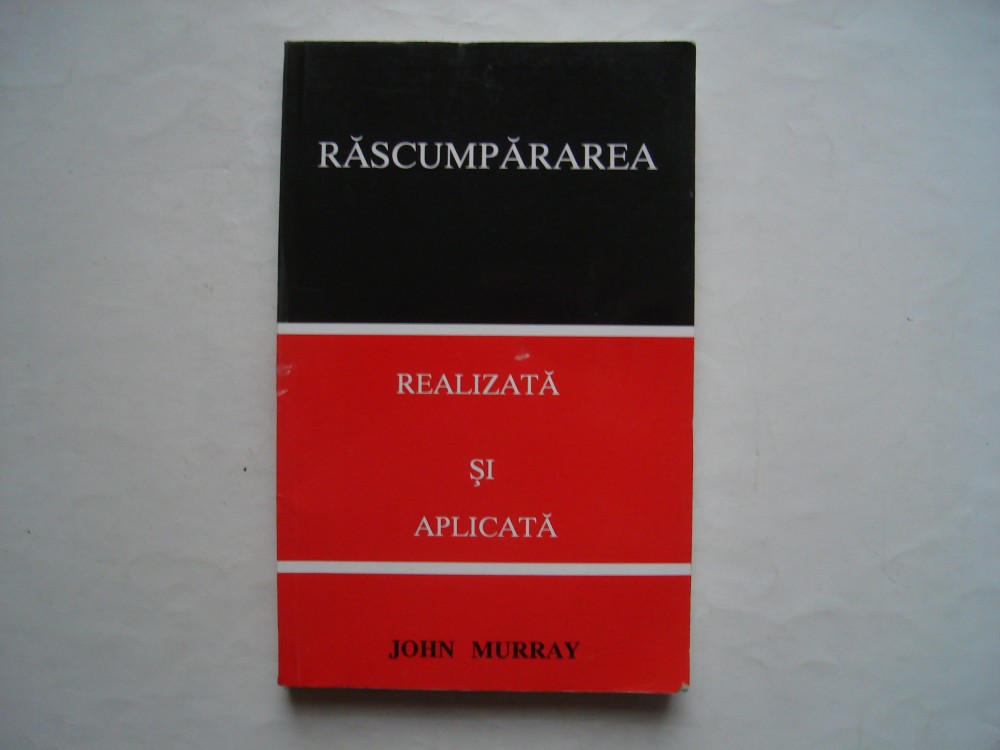 RĂSCUMPĂRAREA
REALIZATĂ
ŞI
APLICATĂ
JOHN MURRAY